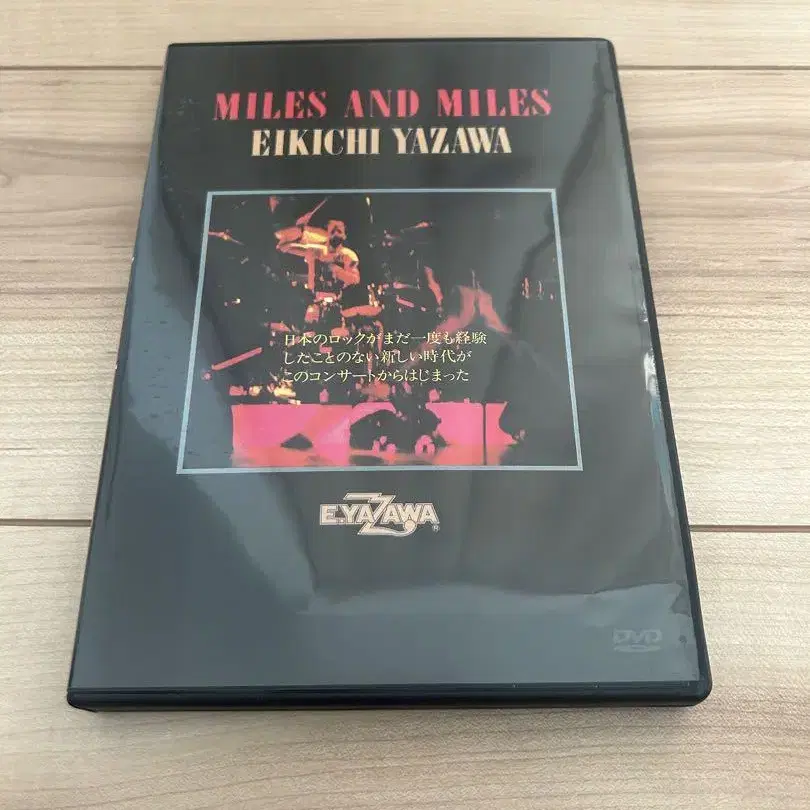 MILES AND MILES
EIKICHI YAZAWA
日本のロックがまだ一度も経験
したことのない新しい時代が
このコンサートからはじまった
E.YAZAWA®
DVD